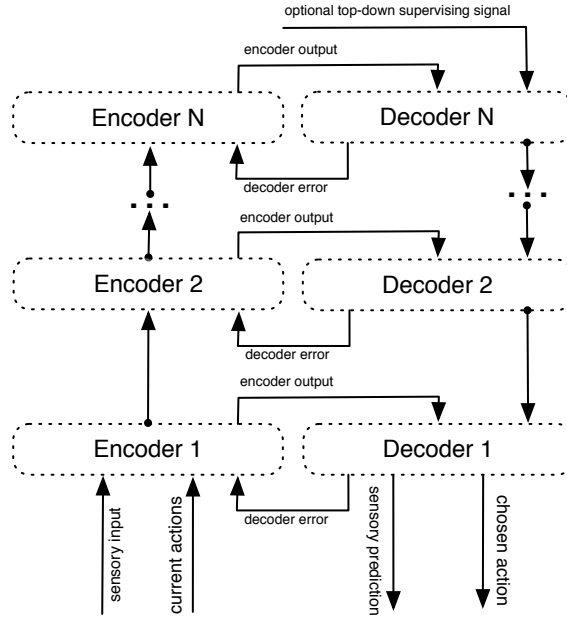 optional top-down supervising signal
encoder output
Encoder N
Decoder N
decoder error
...
...
encoder output
Encoder 2
Decoder 2
decoder error
encoder output
Encoder 1
Decoder 1
decoder error
sensory input
current actions
sensory prediction
chosen action